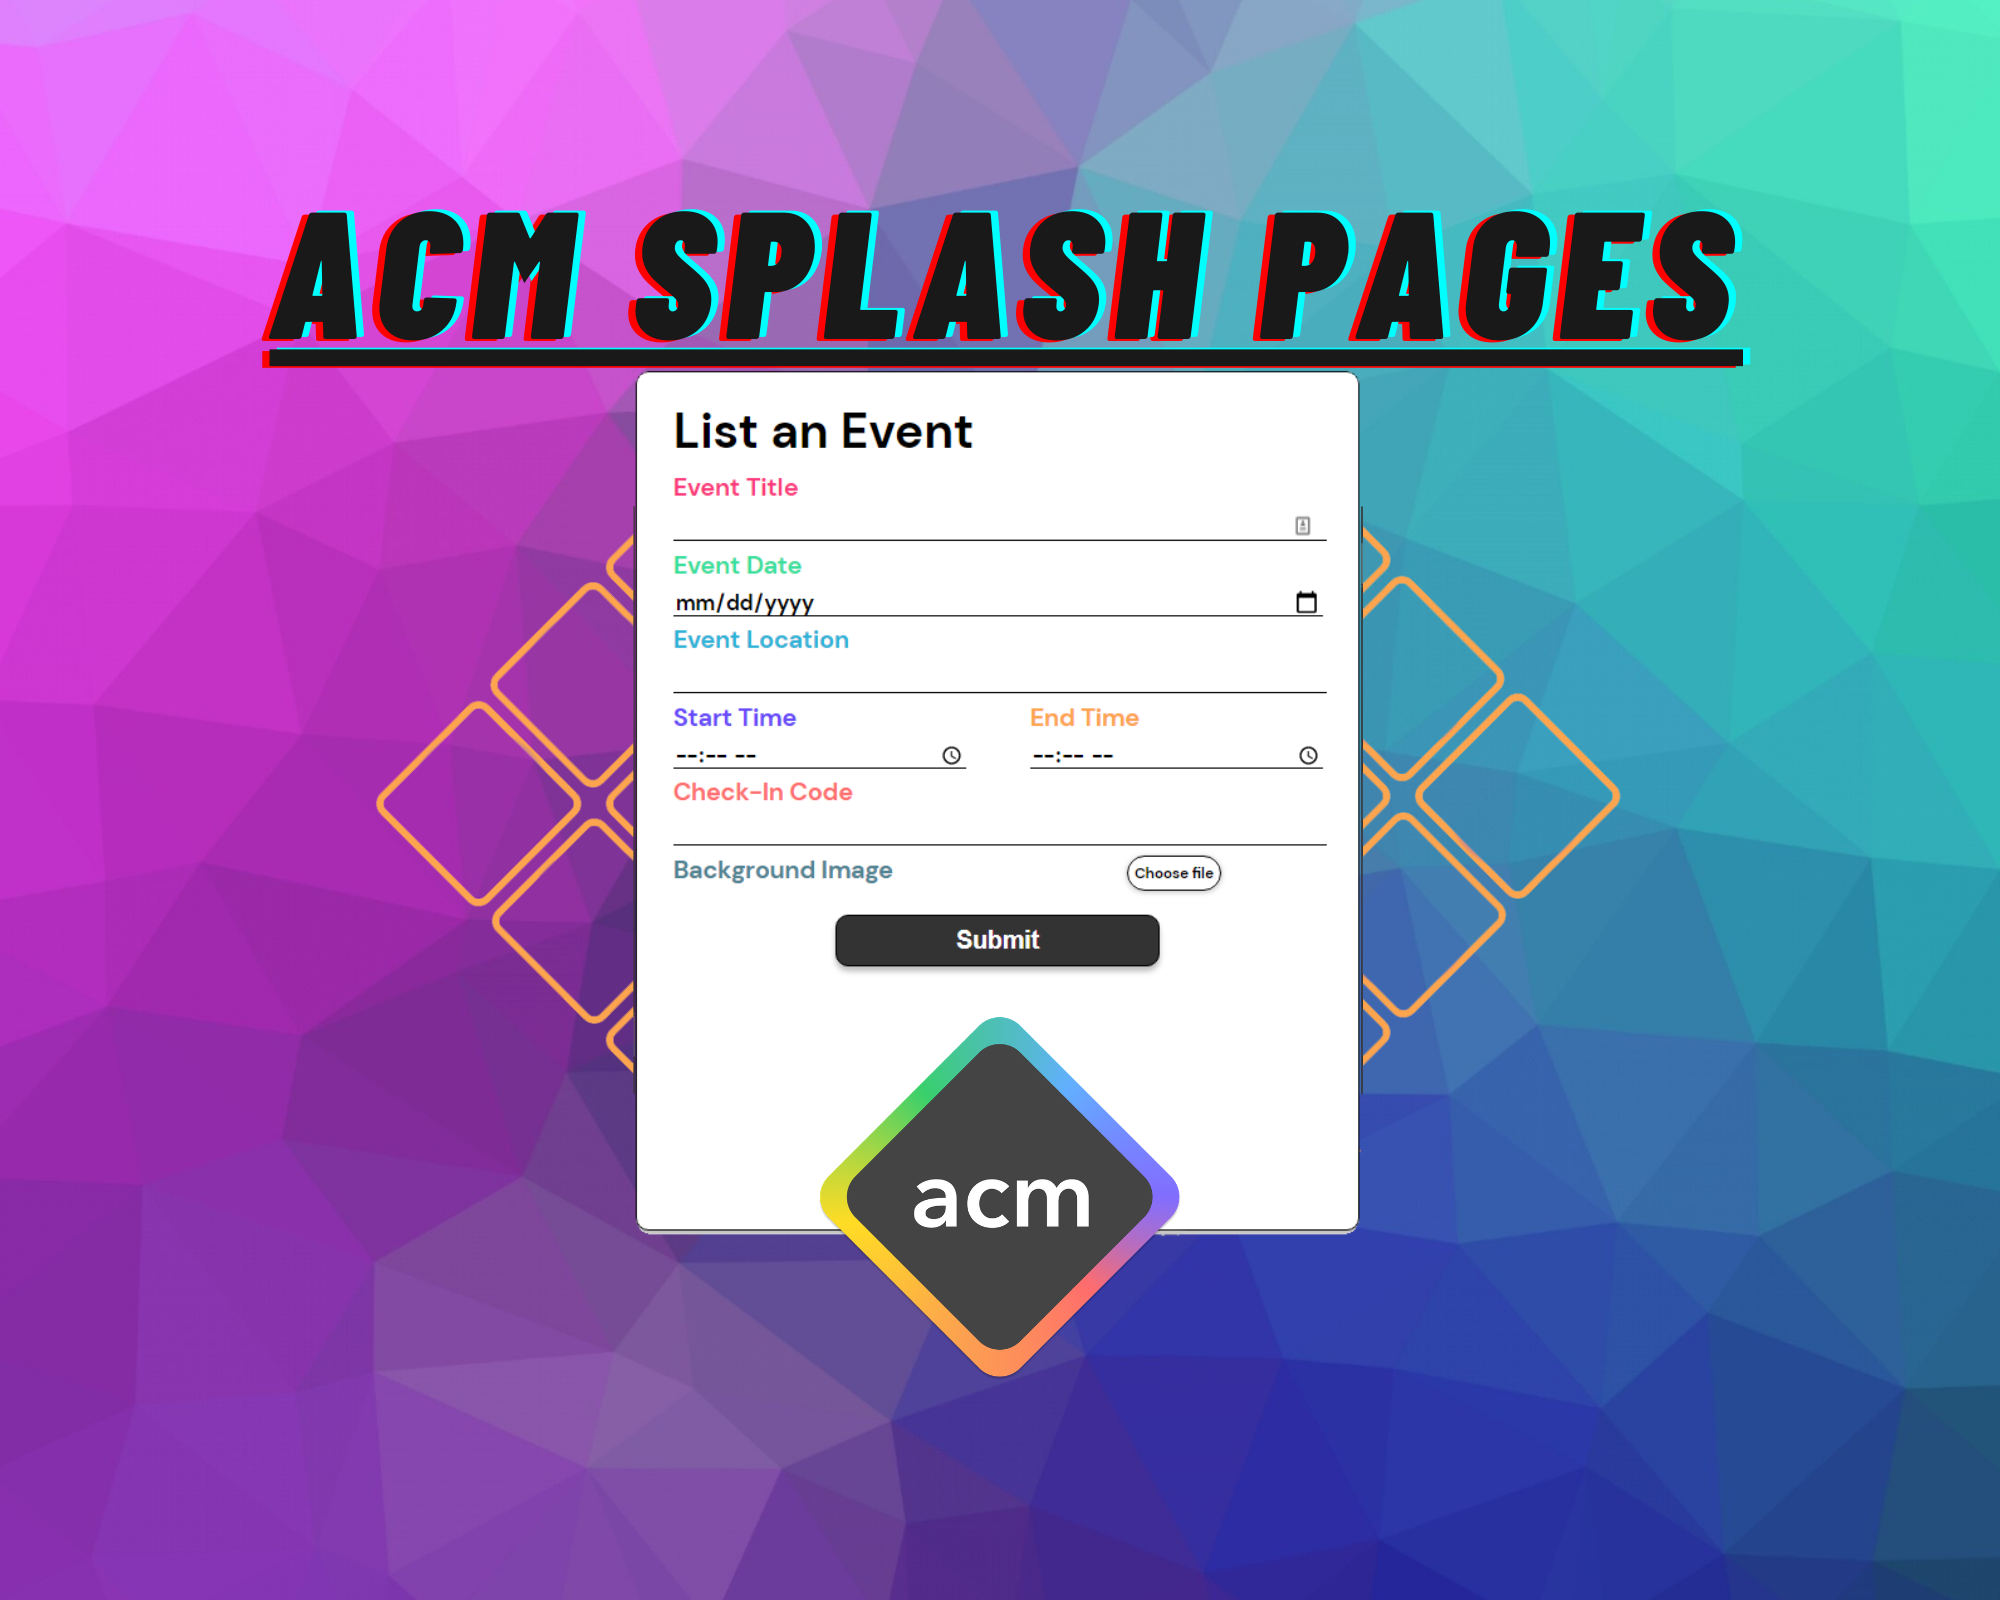 ACM SPLASH PAGES
List an Event
Event Title
Event Date
mm/dd/yyyy
Event Location
Start Time End Time
--:-- -- --:-- --
Check-In Code
Background Image Choose file
Submit
acm